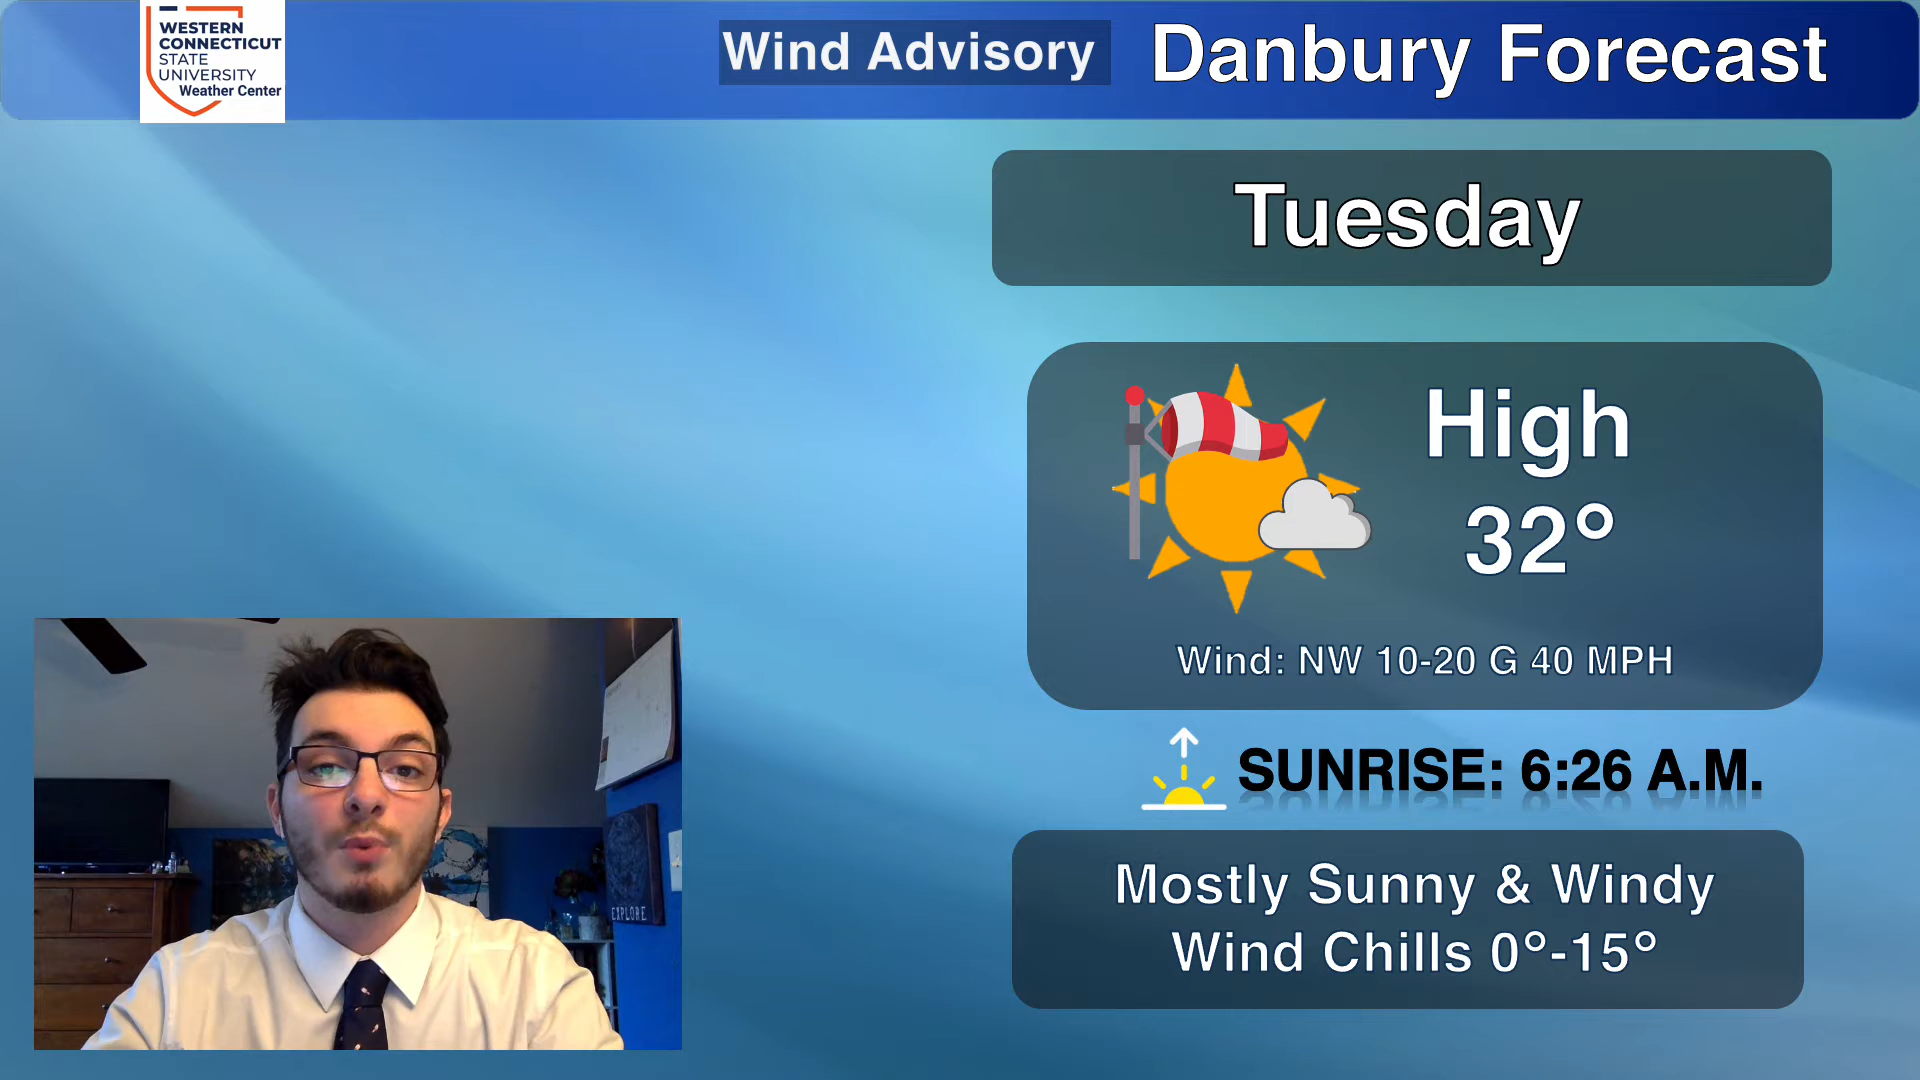 WESTERN
CONNECTICUT
STATE
UNIVERSITY
Weather Center
Wind Advisory
Danbury Forecast
Tuesday
High
32°
Wind: NW 10-20 G 40 MPH
SUNRISE: 6:26 A.M.
Mostly Sunny & Windy
Wind Chills 0°-15°
EXPLORE